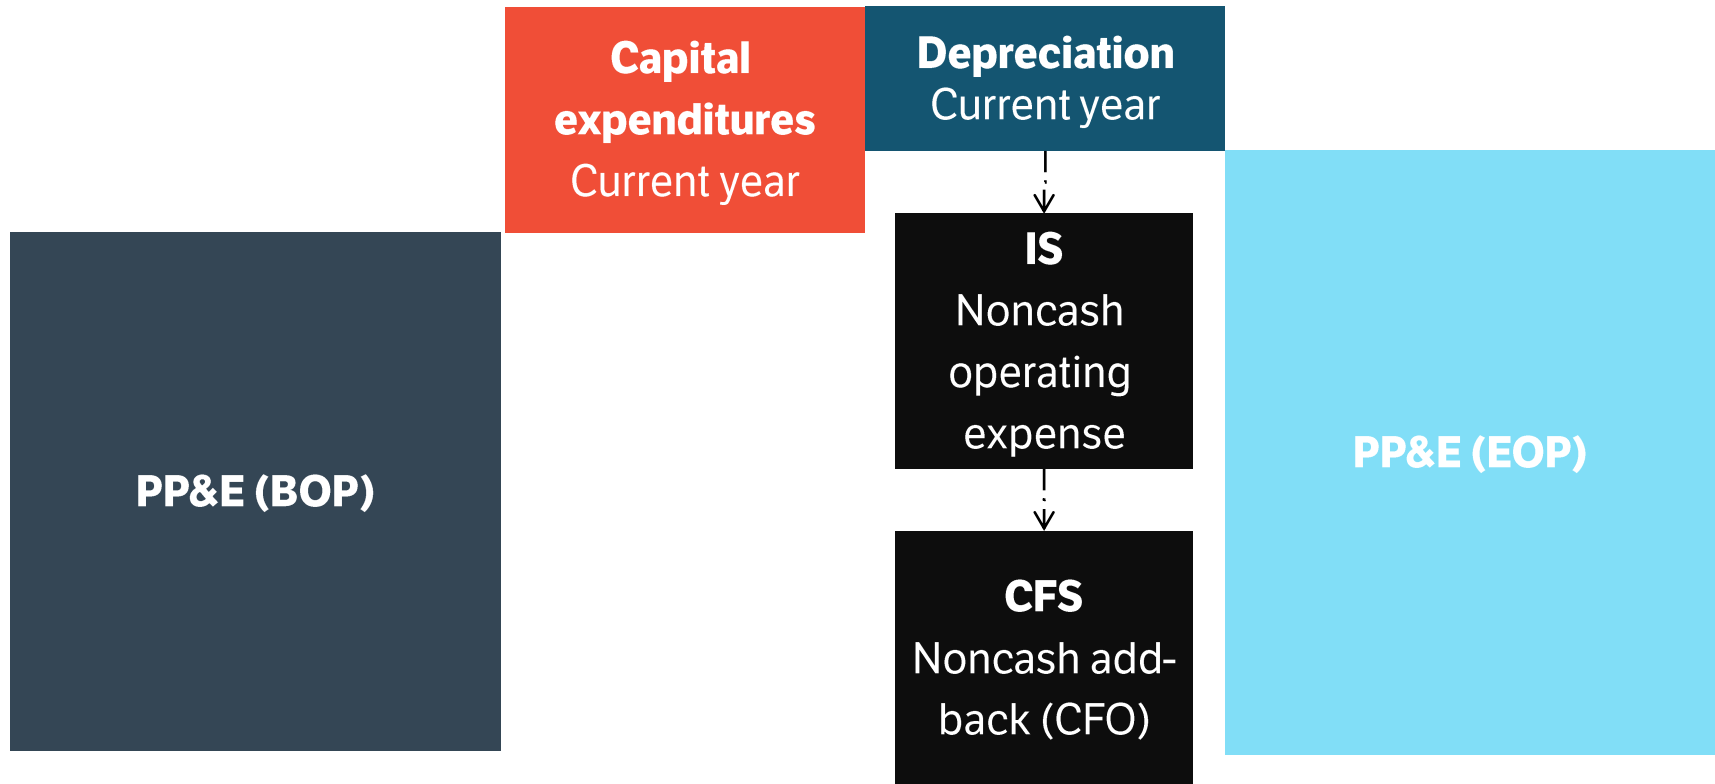 Capital
expenditures
Current year
Depreciation
Current year
IS
Noncash
operating
expense
PP&E (BOP)
PP&E (EOP)
CFS
Noncash add-
back (CFO)